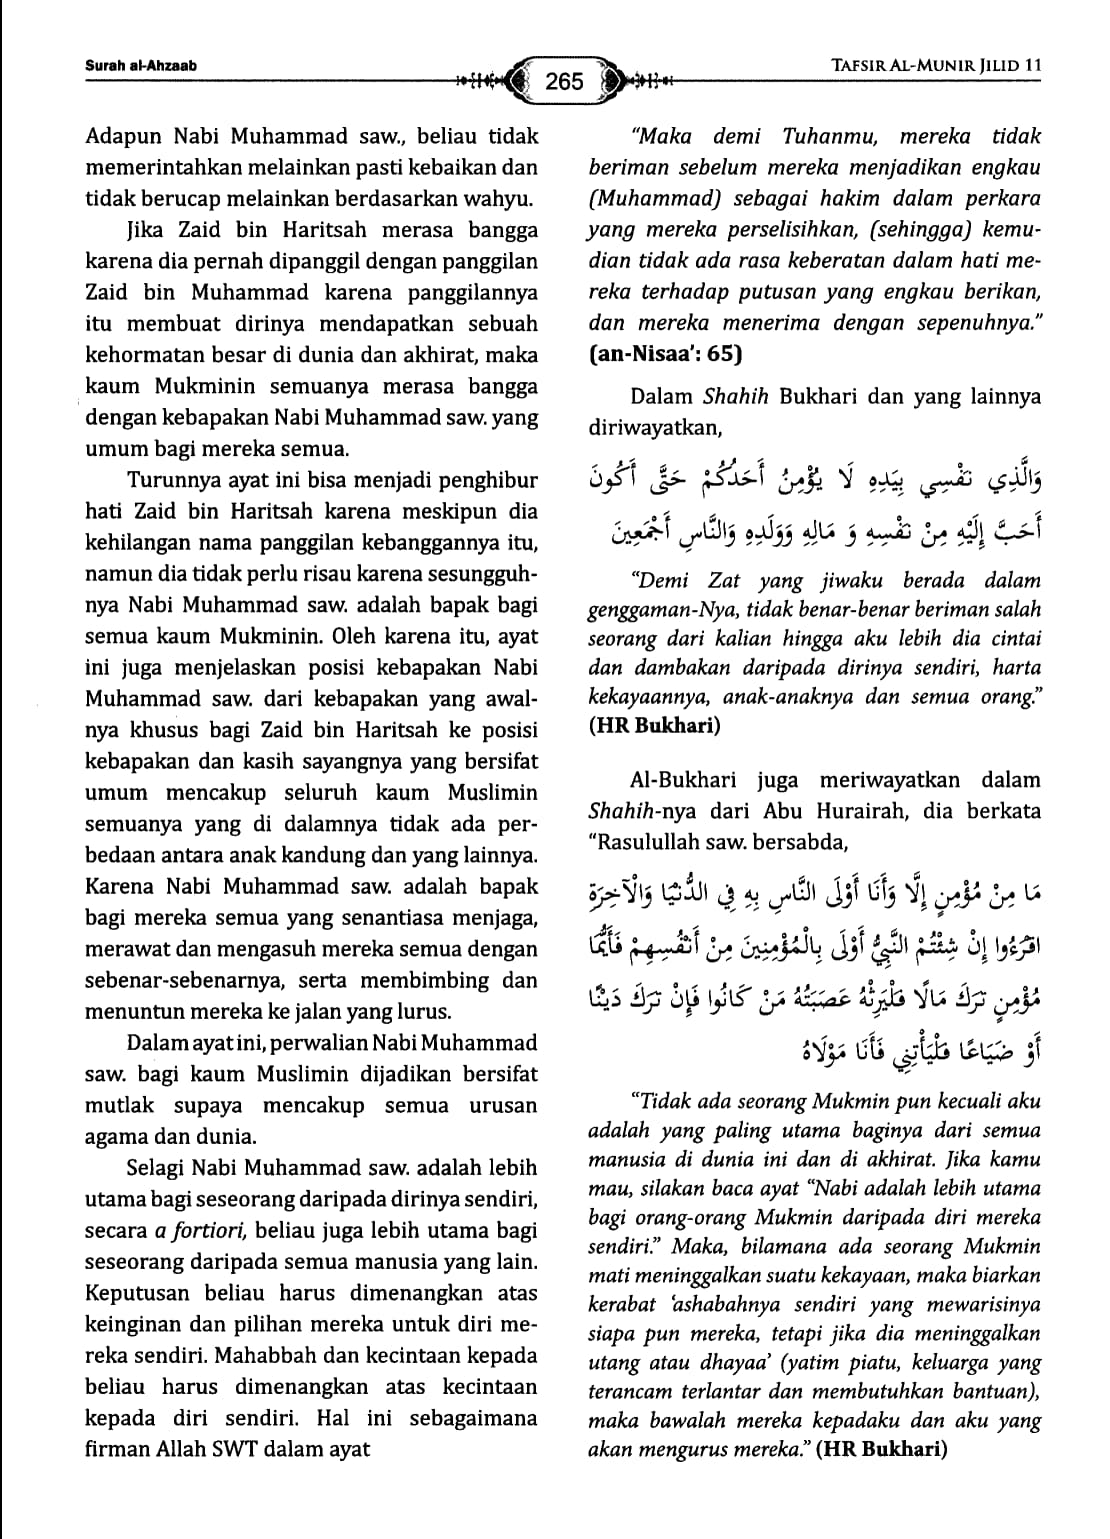 Surah al-Ahzaab
265
TAFSIR AL-MUNIR JILID 11
Adapun Nabi Muhammad saw., beliau tidak
memerintahkan melainkan pasti kebaikan dan
tidak berucap melainkan berdasarkan wahyu.
Jika Zaid bin Haritsah merasa bangga
karena dia pernah dipanggil dengan panggilan
Zaid bin Muhammad karena panggilannya
itu membuat dirinya mendapatkan sebuah
kehormatan besar di dunia dan akhirat, maka
kaum Mukminin semuanya merasa bangga
dengan kebapakan Nabi Muhammad saw. yang
umum bagi mereka semua.
Turunnya ayat ini bisa menjadi penghibur
hati Zaid bin Haritsah karena meskipun dia
kehilangan nama panggilan kebanggannya itu,
namun dia tidak perlu risau karena sesungguh-
nya Nabi Muhammad saw. adalah bapak bagi
semua kaum Mukminin. Oleh karena itu, ayat
ini juga menjelaskan posisi kebapakan Nabi
Muhammad saw. dari kebapakan yang awal-
nya khusus bagi Zaid bin Haritsah ke posisi
kebapakan dan kasih sayangnya yang bersifat
umum mencakup seluruh kaum Muslimin
semuanya yang di dalamnya tidak ada per-
bedaan antara anak kandung dan yang lainnya.
Karena Nabi Muhammad saw. adalah bapak
bagi mereka semua yang senantiasa menjaga,
merawat dan mengasuh mereka semua dengan
sebenar-sebenarnya, serta membimbing dan
menuntun mereka ke jalan yang lurus.
Dalam ayat ini, perwalian Nabi Muhammad
saw. bagi kaum Muslimin dijadikan bersifat
mutlak supaya mencakup semua urusan
agama dan dunia.
Selagi Nabi Muhammad saw. adalah lebih
utama bagi seseorang daripada dirinya sendiri,
secara a fortiori, beliau juga lebih utama bagi
seseorang daripada semua manusia yang lain.
Keputusan beliau harus dimenangkan atas
keinginan dan pilihan mereka untuk diri me-
reka sendiri. Mahabbah dan kecintaan kepada
beliau harus dimenangkan atas kecintaan
kepada diri sendiri. Hal ini sebagaimana
firman Allah SWT dalam ayat
“Maka demi Tuhanmu, mereka tidak
beriman sebelum mereka menjadikan engkau
(Muhammad) sebagai hakim dalam perkara
yang mereka perselisihkan, (sehingga) kemu-
dian tidak ada rasa keberatan dalam hati me-
reka terhadap putusan yang engkau berikan,
dan mereka menerima dengan sepenuhnya.”
(an-Nisaa’: 65)
Dalam Shahih Bukhari dan yang lainnya
diriwayatkan,
وَالَّذِي نَفْسِي بِيَدِهِ لَا يُؤْمِنُ أَحَدُكُمْ حَتَّى أَكُونَ
أَحَبَّ إِلَيْهِ مِنْ نَفْسِهِ وَ مَالِهِ وَوَلَدِهِ وَالنَّاسِ أَجْمَعِينَ
“Demi Zat yang jiwaku berada dalam
genggaman-Nya, tidak benar-benar beriman salah
seorang dari kalian hingga aku lebih dia cintai
dan dambakan daripada dirinya sendiri, harta
kekayaannya, anak-anaknya dan semua orang.”
(HR Bukhari)
Al-Bukhari juga meriwayatkan dalam
Shahih-nya dari Abu Hurairah, dia berkata
“Rasulullah saw. bersabda,
مَا مِنْ مُؤْمِنٍ إِلَّا وَأَنَا أَوْلَى النَّاسِ بِهِ فِي الدُّنْيَا وَالْآخِرَةِ
اقْرَءُوا إِنْ شِئْتُمْ النَّبِيُّ أَوْلَى بِالْمُؤْمِنِينَ مِنْ أَنْفُسِهِمْ فَأَيُّمَا
مُؤْمِنٍ تَرَكَ مَالًا فَلْيَرِثْهُ عَصَبَتُهُ مَنْ كَانُوا فَإِنْ تَرَكَ دَيْنًا
أَوْ ضَيَاعًا فَلْيَأْتِنِي فَأَنَا مَوْلَاهُ
“Tidak ada seorang Mukmin pun kecuali aku
adalah yang paling utama baginya dari semua
manusia di dunia ini dan di akhirat. Jika kamu
mau, silakan baca ayat “Nabi adalah lebih utama
bagi orang-orang Mukmin daripada diri mereka
sendiri.” Maka, bilamana ada seorang Mukmin
mati meninggalkan suatu kekayaan, maka biarkan
kerabat ‘ashabahnya sendiri yang mewarisinya
siapa pun mereka, tetapi jika dia meninggalkan
utang atau dhayaa’ (yatim piatu, keluarga yang
terancam terlantar dan membutuhkan bantuan),
maka bawalah mereka kepadaku dan aku yang
akan mengurus mereka.” (HR Bukhari)